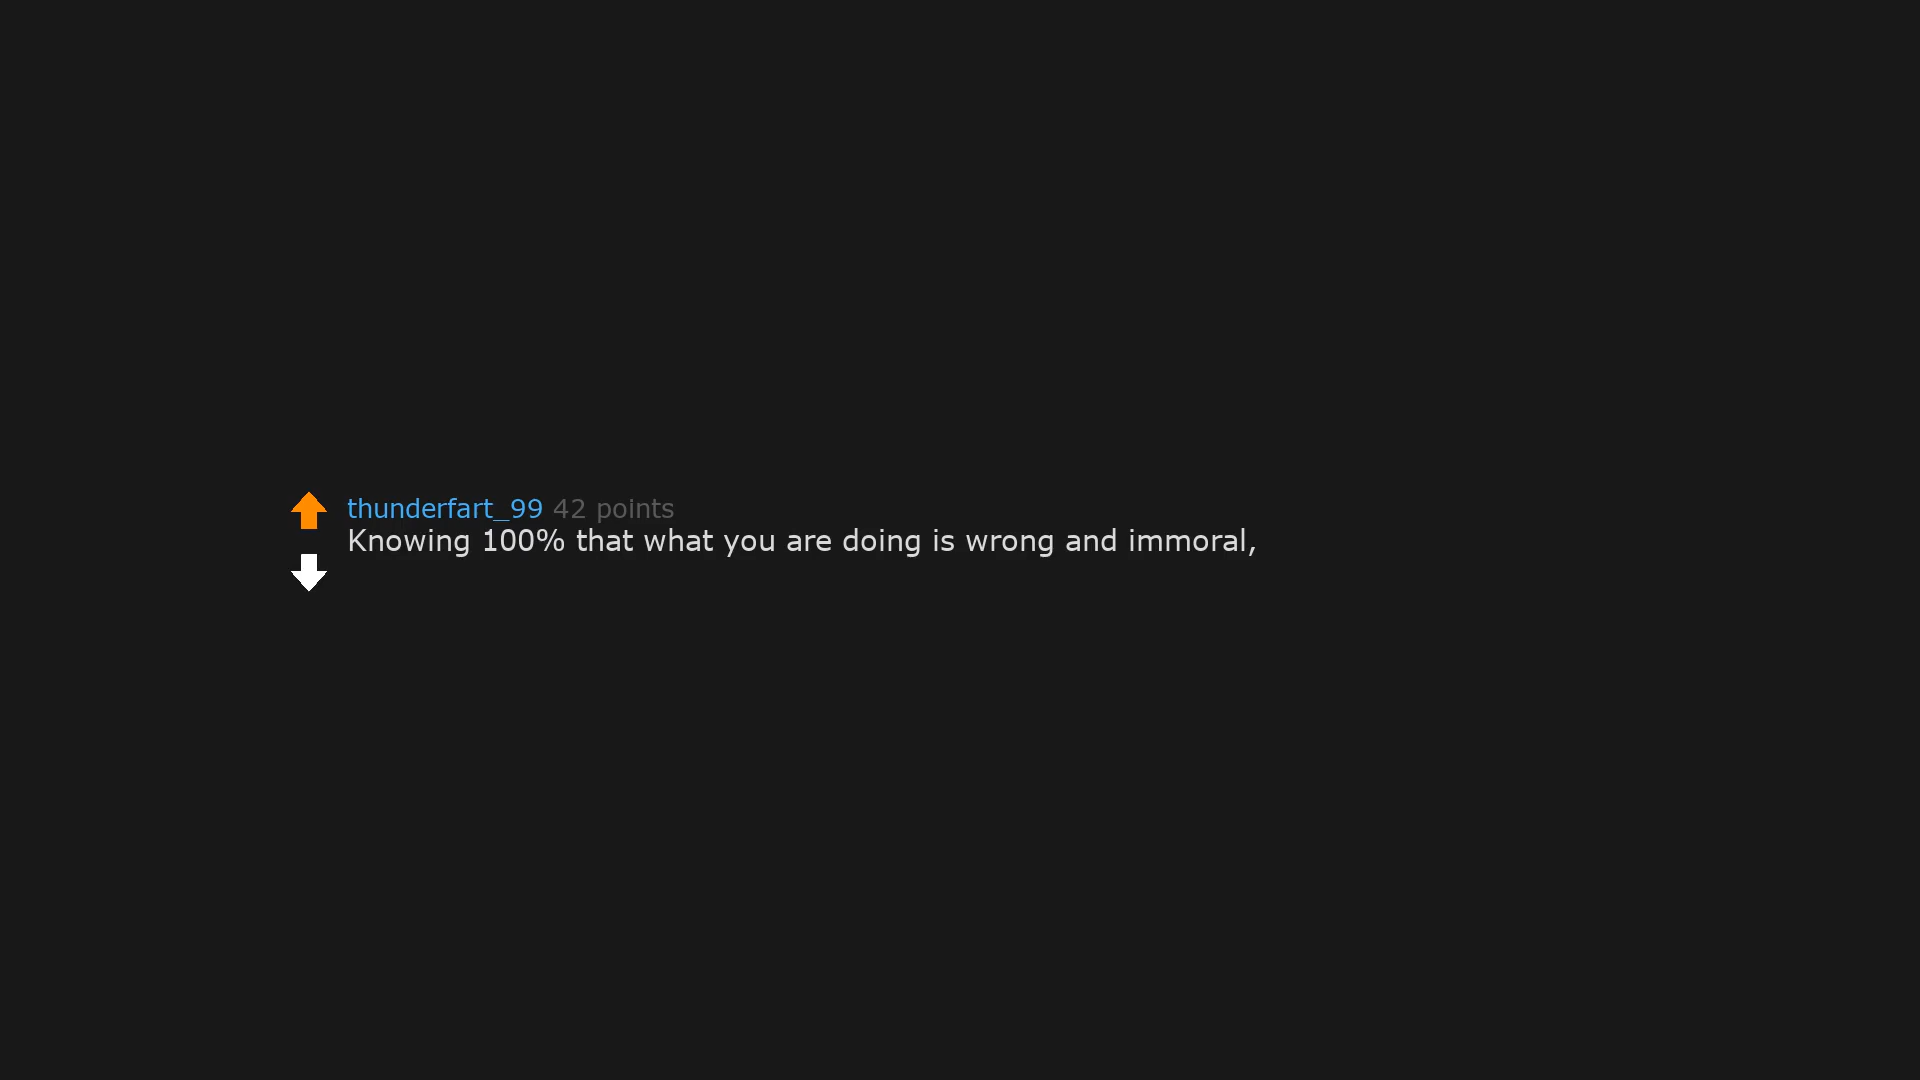 thunderfart_99 42 points
Knowing 100% that what you are doing is wrong and immoral,